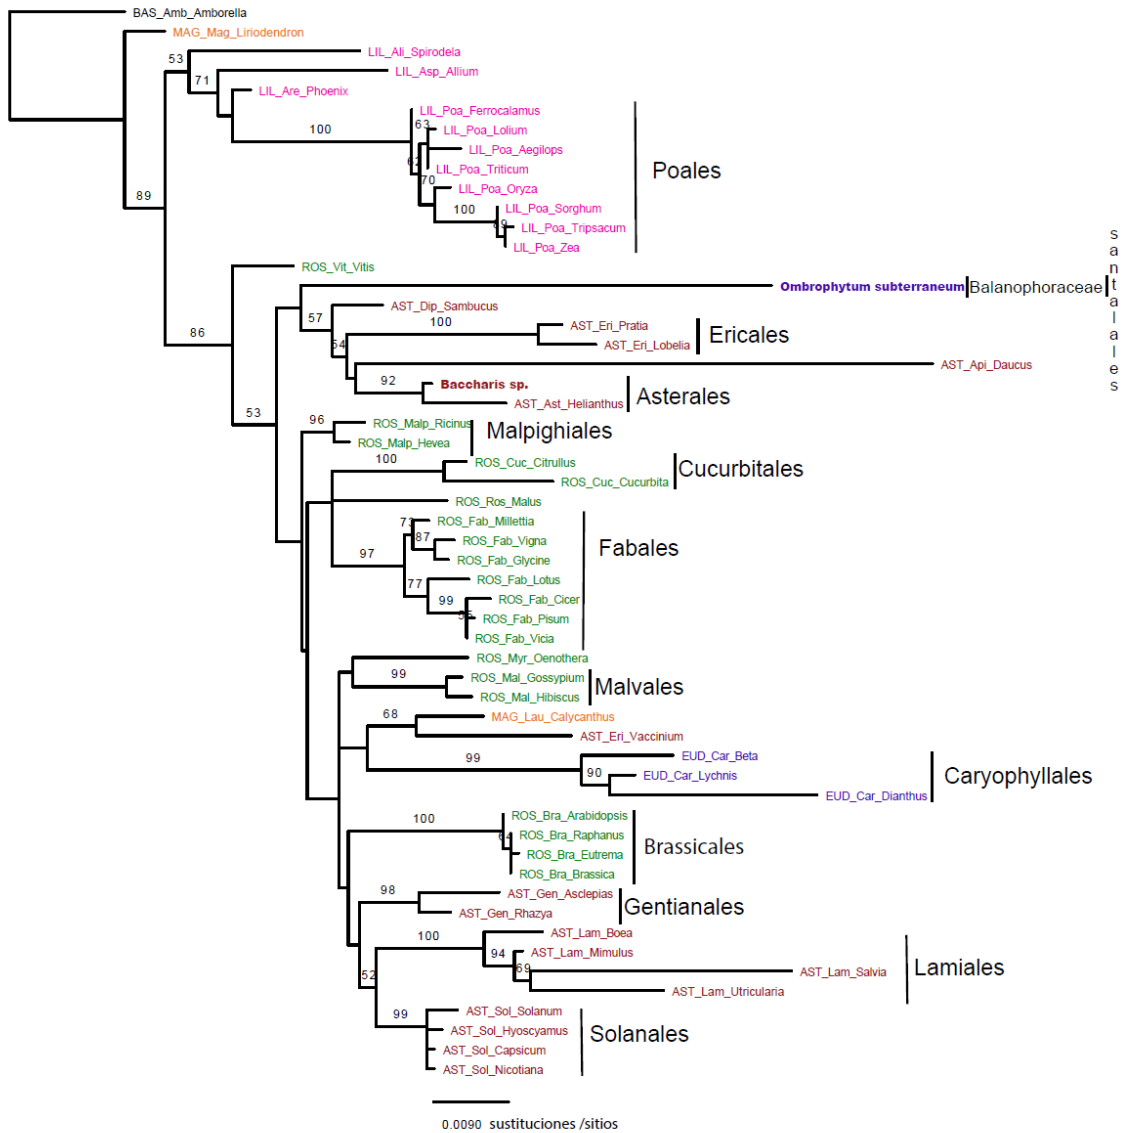 BAS_Amb_Amborella
MAG_Mag_Liriodendron
53
LIL_Ali_Spirodela
71
LIL_Asp_Allium
LIL_Are_Phoenix
LIL_Poa_Ferrocalamus
100
63
LIL_Poa_Lolium
LIL_Poa_Aegilops
62
LIL_Poa_Triticum
Poales
70
LIL_Poa_Oryza
89
100
LIL_Poa_Sorghum
89
LIL_Poa_Tripsacum
LIL_Poa_Zea
santalales
ROS_Vit_Vitis
Ombrophytum subterraneum
Balanophoraceae
AST_Dip_Sambucus
57
100
AST_Eri_Pratia
Ericales
86
54
AST_Eri_Lobelia
AST_Api_Daucus
92
Baccharis sp.
AST_Ast_Helianthus
Asterales
53
96
ROS_Malp_Ricinus
Malpighiales
ROS_Malp_Hevea
100
ROS_Cuc_Citrullus
Cucurbitales
ROS_Cuc_Cucurbita
ROS_Ros_Malus
73
ROS_Fab_Millettia
87
ROS_Fab_Vigna
Fabales
97
ROS_Fab_Glycine
77
ROS_Fab_Lotus
99
ROS_Fab_Cicer
ROS_Fab_Pisum
ROS_Fab_Vicia
ROS_Myr_Oenothera
99
ROS_Mal_Gossypium
Malvales
ROS_Mal_Hibiscus
68
MAG_Lau_Calycanthus
AST_Eri_Vaccinium
99
EUD_Car_Beta
90
EUD_Car_Lychnis
Caryophyllales
EUD_Car_Dianthus
100
ROS_Bra_Arabidopsis
64
ROS_Bra_Raphanus
Brassicales
ROS_Bra_Eutrema
ROS_Bra_Brassica
98
AST_Gen_Asclepias
Gentianales
AST_Gen_Rhazya
100
AST_Lam_Boea
94
AST_Lam_Mimulus
52
69
AST_Lam_Salvia
Lamiales
AST_Lam_Utricularia
99
AST_Sol_Solanum
AST_Sol_Hyoscyamus
Solanales
AST_Sol_Capsicum
AST_Sol_Nicotiana
0.0090 sustituciones /sitios